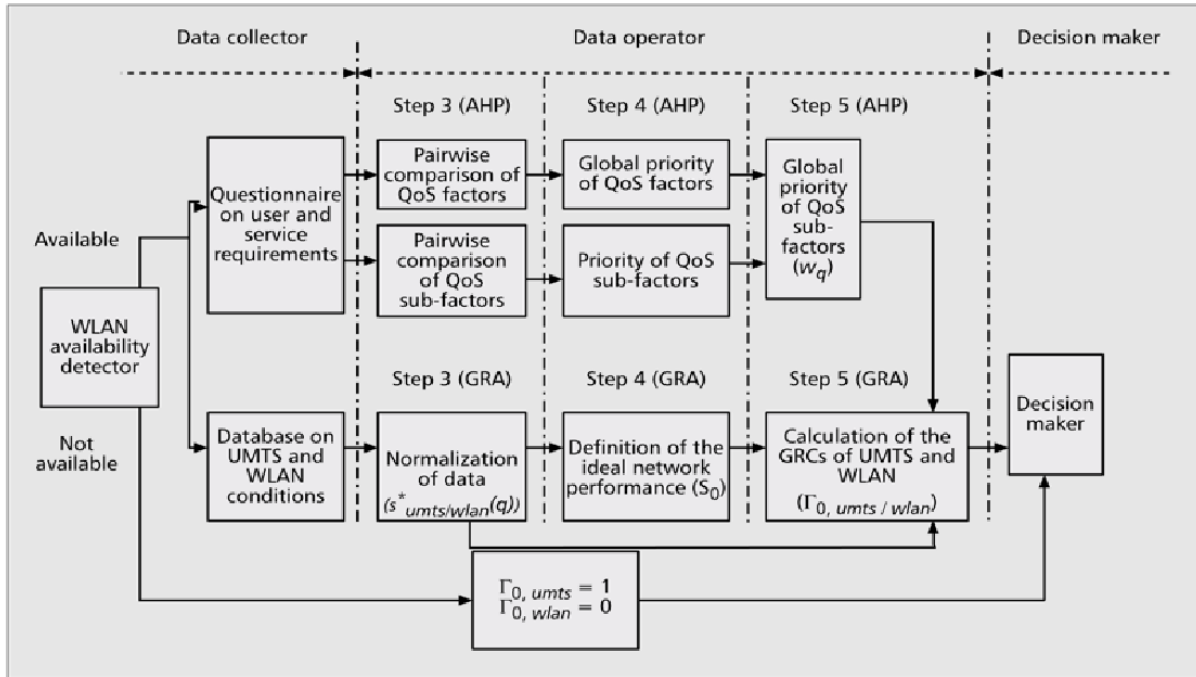 Data collector
Data operator
Decision maker
Step 3 (AHP)
Step 4 (AHP)
Step 5 (AHP)
Questionnaire
on user and
service
requirements
Pairwise
comparison of
QoS factors
Global priority
of QoS factors
Global
priority
of QoS
sub-
factors
(w_q)
Available
Pairwise
comparison
of QoS
sub-factors
Priority of QoS
sub-factors
WLAN
availability
detector
Step 3 (GRA)
Step 4 (GRA)
Step 5 (GRA)
Not
available
Database on
UMTS and
WLAN
conditions
Normalization
of data
(s*umts/wlan(q))
Definition of the
ideal network
performance (S0)
Calculation of the
GRCs of UMTS and
WLAN
(Γ0, umts / wlan)
Decision
maker
Γ0, umts = 1
Γ0, wlan = 0